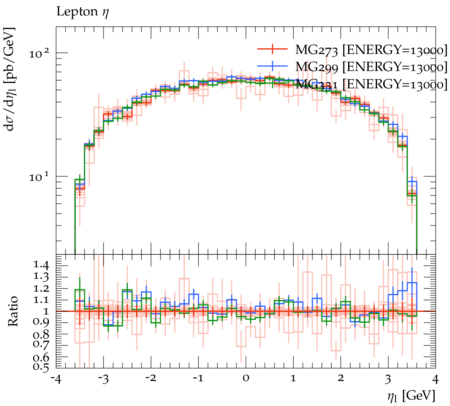 Lepton η
dσ/dηl [pb/GeV]
MG273 [ENERGY=13000]
MG299 [ENERGY=13000]
[ENERGY=13000]
10²
10¹
Ratio
1.4
1.3
1.2
1.1
1
0.9
0.8
0.7
0.6
0.5
-4 -3 -2 -1 0 1 2 3 4
ηl [GeV]